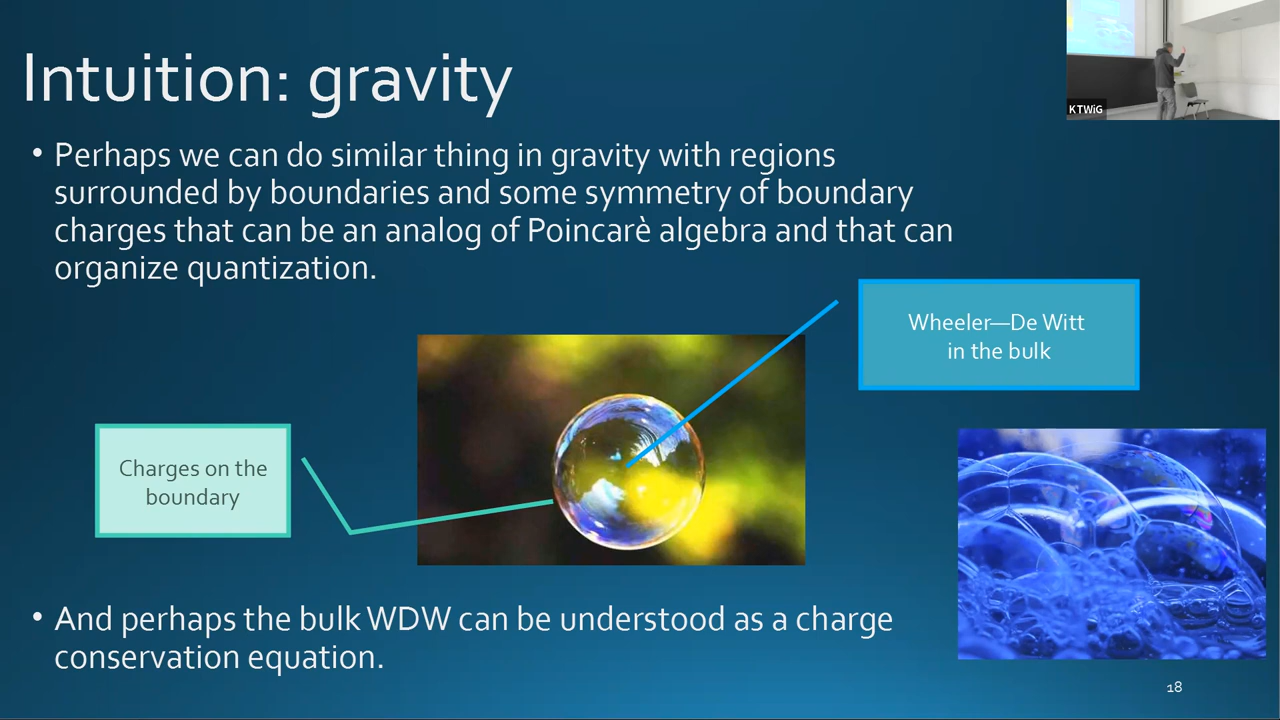 Intuition: gravity
KTWiG
• Perhaps we can do similar thing in gravity with regions
surrounded by boundaries and some symmetry of boundary
charges that can be an analog of Poincarè algebra and that can
organize quantization.
Wheeler—De Witt
in the bulk
Charges on the
boundary
• And perhaps the bulk WDW can be understood as a charge
conservation equation.
18